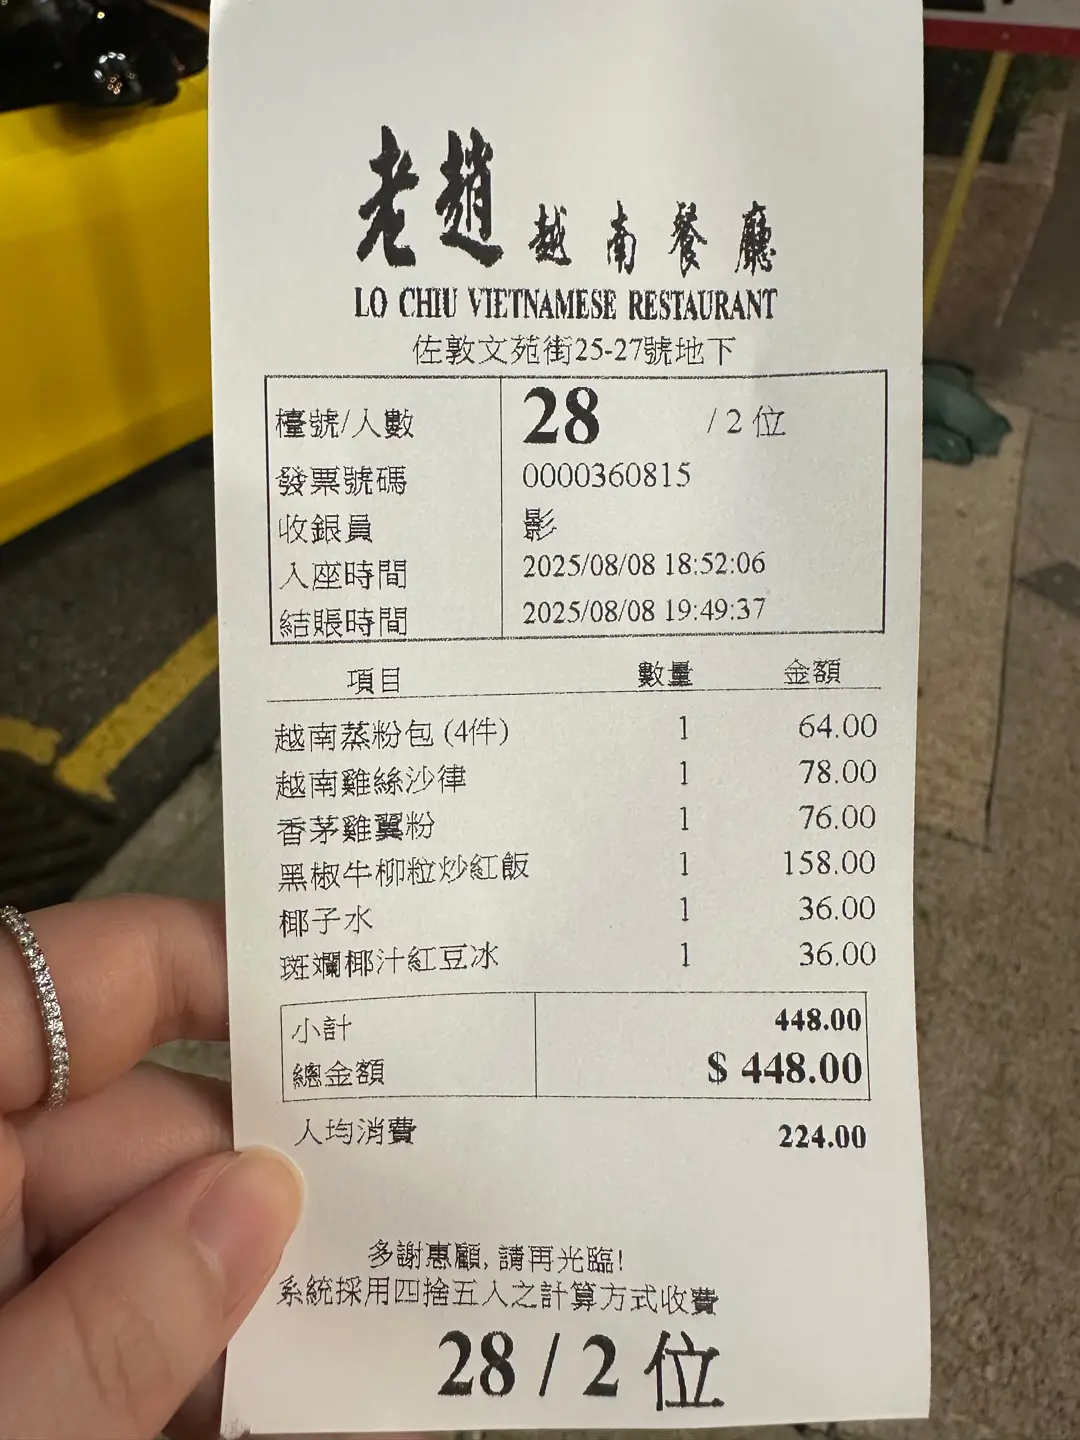 老趙越南餐廳
LO CHIU VIETNAMESE RESTAURANT
佐敦文苑街25-27號地下
檯號/人數 28 / 2 位
發票號碼 0000360815
收銀員 影
入座時間 2025/08/08 18:52:06
結賬時間 2025/08/08 19:49:37
項目 數量 金額
越南蒸粉包 (4件) 1 64.00
越南雞絲沙律 1 78.00
香茅雞翼粉 1 76.00
黑椒牛柳粒炒紅飯 1 158.00
椰子水 1 36.00
斑斕椰汁紅豆冰 1 36.00
小計 448.00
總金額 $ 448.00
人均消費 224.00
多謝惠顧, 請再光臨!
系統採用四捨五入之計算方式收費
28 / 2 位